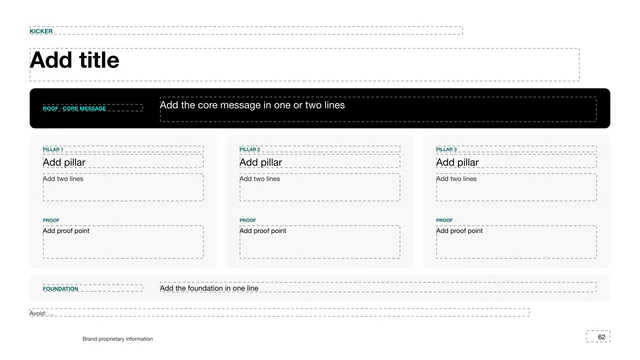 KICKER
Add title
ROOF · CORE MESSAGE
Add the core message in one or two lines
PILLAR 1
Add pillar
Add two lines
PROOF
Add proof point
PILLAR 2
Add pillar
Add two lines
PROOF
Add proof point
PILLAR 3
Add pillar
Add two lines
PROOF
Add proof point
FOUNDATION
Add the foundation in one line
Avoid: …
Brand proprietary information
62